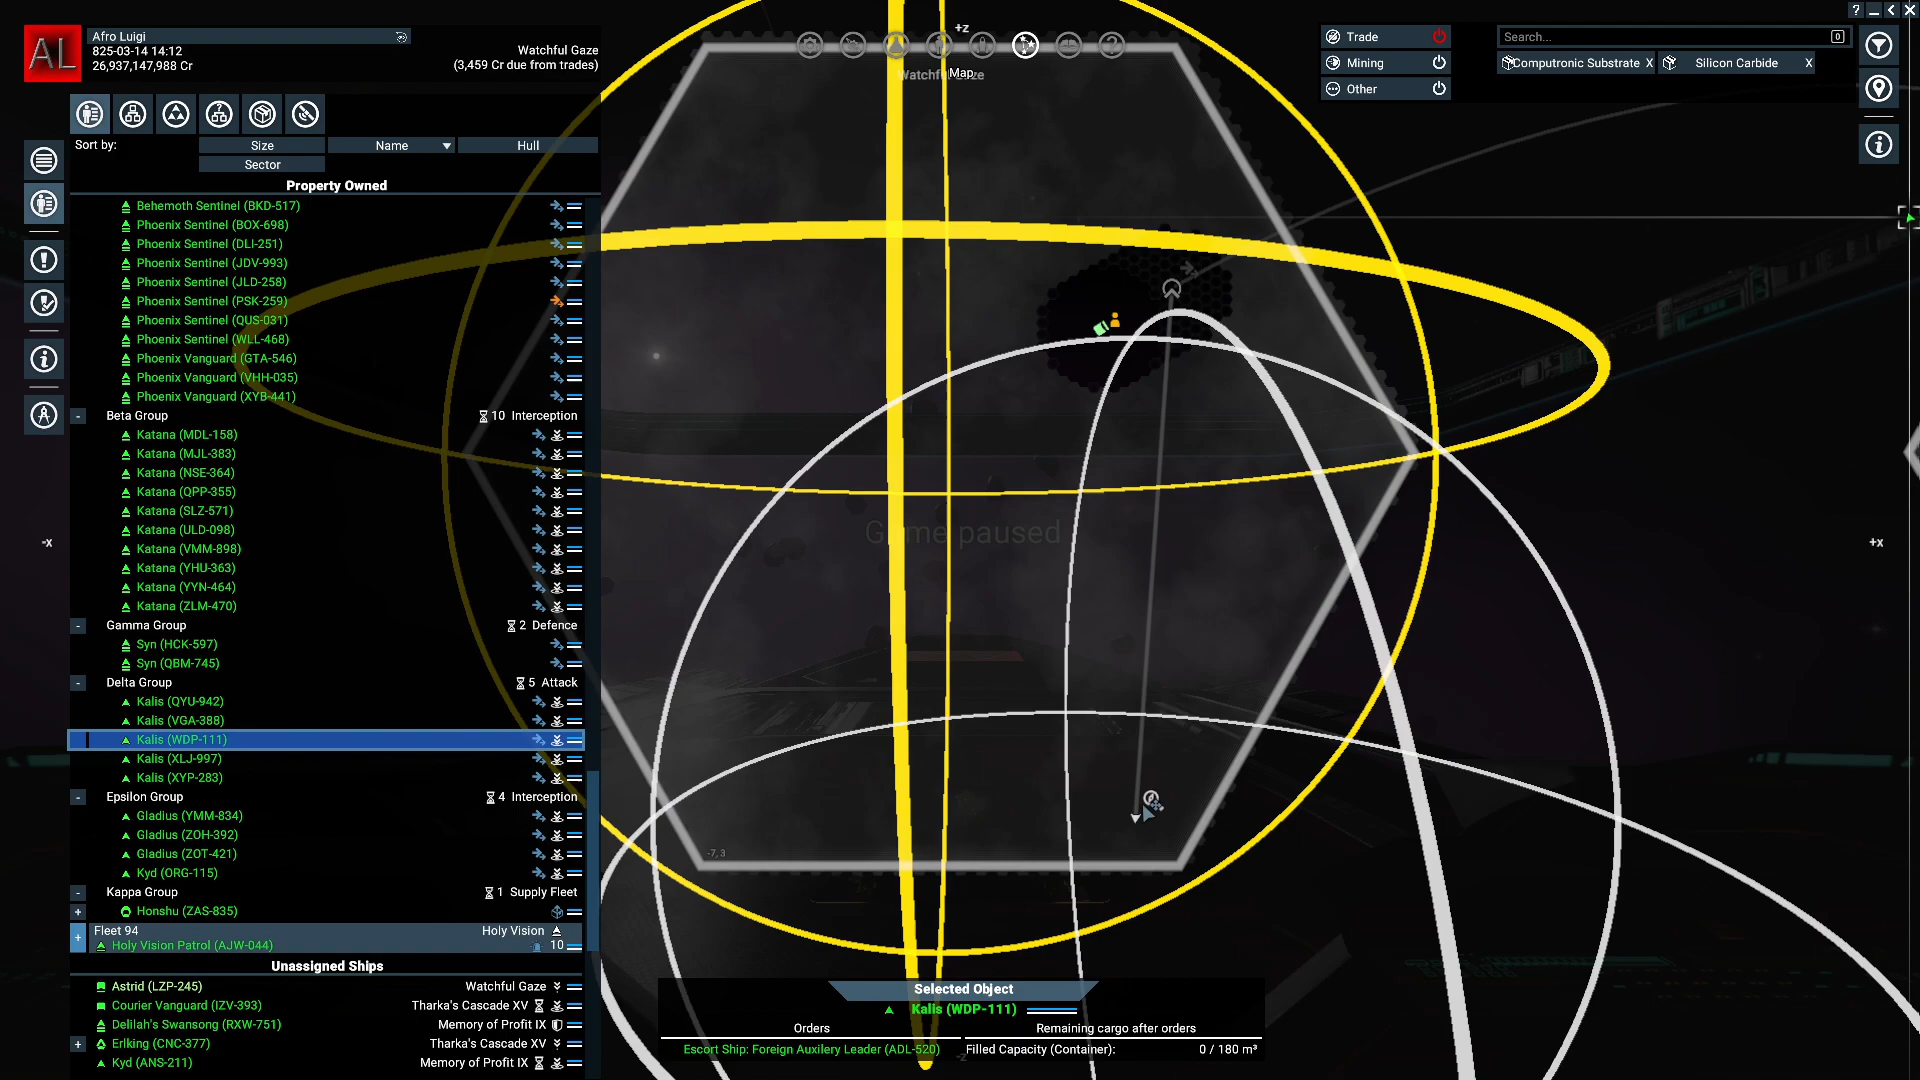 AL
Afro Luigi
825-03-14 14:12
26,937,147,988 Cr
Watchful Gaze
(3,459 Cr due from trades)
Sort by:
Size
Name
Hull
Sector
Property Owned
Behemoth Sentinel (BKD-517)
Phoenix Sentinel (BOX-698)
Phoenix Sentinel (DLI-251)
Phoenix Sentinel (JDV-993)
Phoenix Sentinel (JLD-258)
Phoenix Sentinel (PSK-259)
Phoenix Sentinel (QUS-031)
Phoenix Sentinel (WLL-468)
Phoenix Vanguard (GTA-546)
Phoenix Vanguard (VHH-035)
Phoenix Vanguard (XYB-441)
- Beta Group 10 Interception
Katana (MDL-158)
Katana (MJL-383)
Katana (NSE-364)
Katana (QPP-355)
Katana (SLZ-571)
Katana (ULD-098)
Katana (VMM-898)
Katana (YHU-363)
Katana (YYN-464)
Katana (ZLM-470)
- Gamma Group 2 Defence
Syn (HCK-597)
Syn (QBM-745)
- Delta Group 5 Attack
Kalis (QYU-942)
Kalis (VGA-388)
Kalis (WDP-111)
Kalis (XLJ-997)
Kalis (XYP-283)
- Epsilon Group 4 Interception
Gladius (YMM-834)
Gladius (ZOH-392)
Gladius (ZOT-421)
Kyd (ORG-115)
- Kappa Group 1 Supply Fleet
+ Honshu (ZAS-835)
+ Fleet 94 Holy Vision
Holy Vision Patrol (AJW-044) 10
Unassigned Ships
Astrid (LZP-245) Watchful Gaze
Courier Vanguard (IZV-393) Tharka's Cascade XV
Delilah's Swansong (RXW-751) Memory of Profit IX
+ Erlking (CNC-377) Tharka's Cascade XV
Kyd (ANS-211) Memory of Profit IX
+z
Map
Watchful Gaze
-x
+x
Game paused
-7, 3
-z
Selected Object
Kalis (WDP-111)
Orders
Remaining cargo after orders
Escort Ship: Foreign Auxilery Leader (ADL-520)
Filled Capacity (Container): 0 / 180 m³
Trade
Mining
Other
Search...
0
Computronic Substrate X
Silicon Carbide X
? _ < X